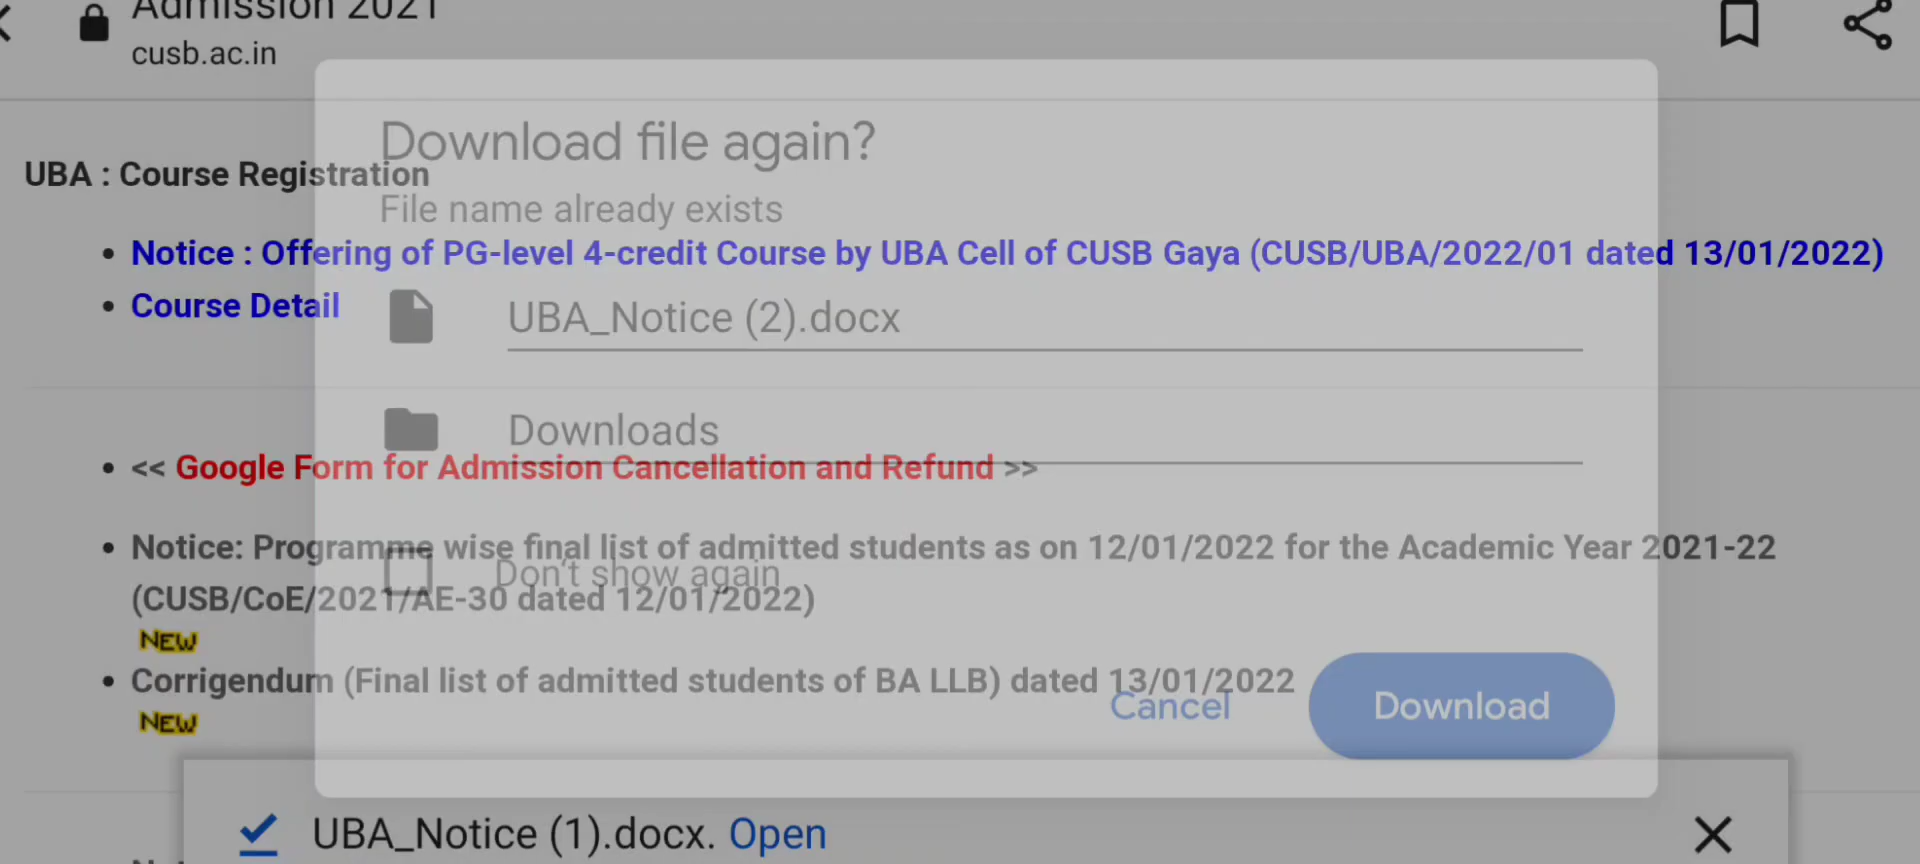 Admission 2021
cusb.ac.in
Download file again?
UBA : Course Registration
File name already exists
Notice : Offering of PG-level 4-credit Course by UBA Cell of CUSB Gaya (CUSB/UBA/2022/01 dated 13/01/2022)
Course Detail
UBA_Notice (2).docx
Downloads
<< Google Form for Admission Cancellation and Refund >>
Notice: Programme wise final list of admitted students as on 12/01/2022 for the Academic Year 2021-22
Don't show again
(CUSB/CoE/2021/AE-30 dated 12/01/2022)
NEW
Corrigendum (Final list of admitted students of BA LLB) dated 13/01/2022
Cancel
Download
NEW
UBA_Notice (1).docx. Open